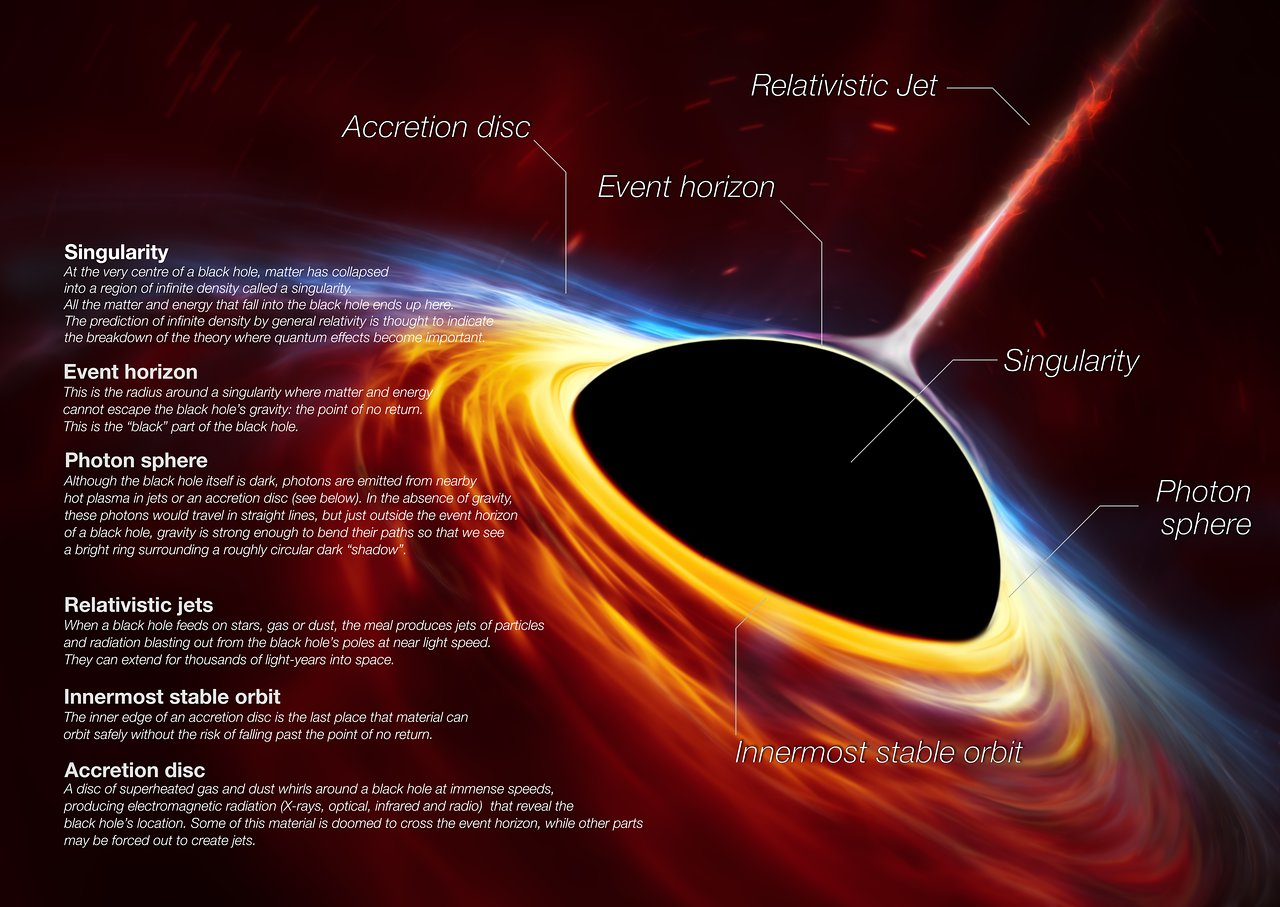 Relativistic Jet
Accretion disc
Event horizon
Singularity
Photon
sphere
Innermost stable orbit
Singularity
At the very centre of a black hole, matter has collapsed
into a region of infinite density called a singularity.
All the matter and energy that fall into the black hole ends up here.
The prediction of infinite density by general relativity is thought to indicate
the breakdown of the theory where quantum effects become important.
Event horizon
This is the radius around a singularity where matter and energy
cannot escape the black hole's gravity: the point of no return.
This is the “black” part of the black hole.
Photon sphere
Although the black hole itself is dark, photons are emitted from nearby
hot plasma in jets or an accretion disc (see below). In the absence of gravity,
these photons would travel in straight lines, but just outside the event horizon
of a black hole, gravity is strong enough to bend their paths so that we see
a bright ring surrounding a roughly circular dark “shadow”.
Relativistic jets
When a black hole feeds on stars, gas or dust, the meal produces jets of particles
and radiation blasting out from the black hole's poles at near light speed.
They can extend for thousands of light-years into space.
Innermost stable orbit
The inner edge of an accretion disc is the last place that material can
orbit safely without the risk of falling past the point of no return.
Accretion disc
A disc of superheated gas and dust whirls around a black hole at immense speeds,
producing electromagnetic radiation (X-rays, optical, infrared and radio) that reveal the
black hole's location. Some of this material is doomed to cross the event horizon, while other parts
may be forced out to create jets.